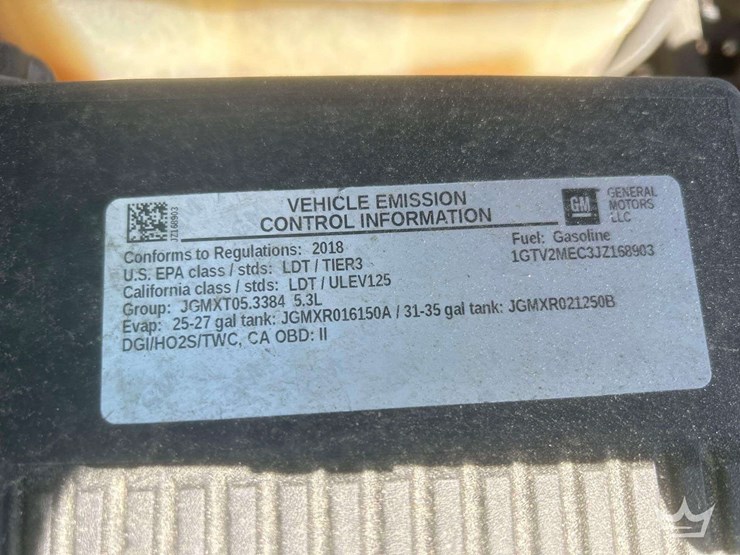 JZ168903
VEHICLE EMISSION
CONTROL INFORMATION
GM
GENERAL
MOTORS
LLC
Conforms to Regulations: 2018
Fuel: Gasoline
U.S. EPA class / stds: LDT / TIER3
1GTV2MEC3JZ168903
California class / stds: LDT / ULEV125
Group: JGMXT05.3384 5.3L
Evap: 25-27 gal tank: JGMXR016150A / 31-35 gal tank: JGMXR021250B
DGI/HO2S/TWC, CA OBD: II